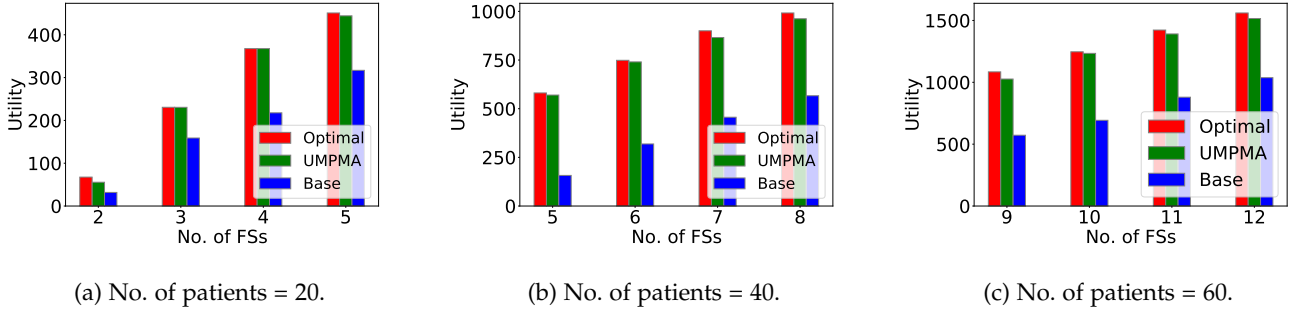 Utility
400
300
200
100
0
2 3 4 5
No. of FSs
Optimal
UMPMA
Base
(a) No. of patients = 20.
Utility
1000
750
500
250
0
5 6 7 8
No. of FSs
Optimal
UMPMA
Base
(b) No. of patients = 40.
Utility
1500
1000
500
0
9 10 11 12
No. of FSs
Optimal
UMPMA
Base
(c) No. of patients = 60.